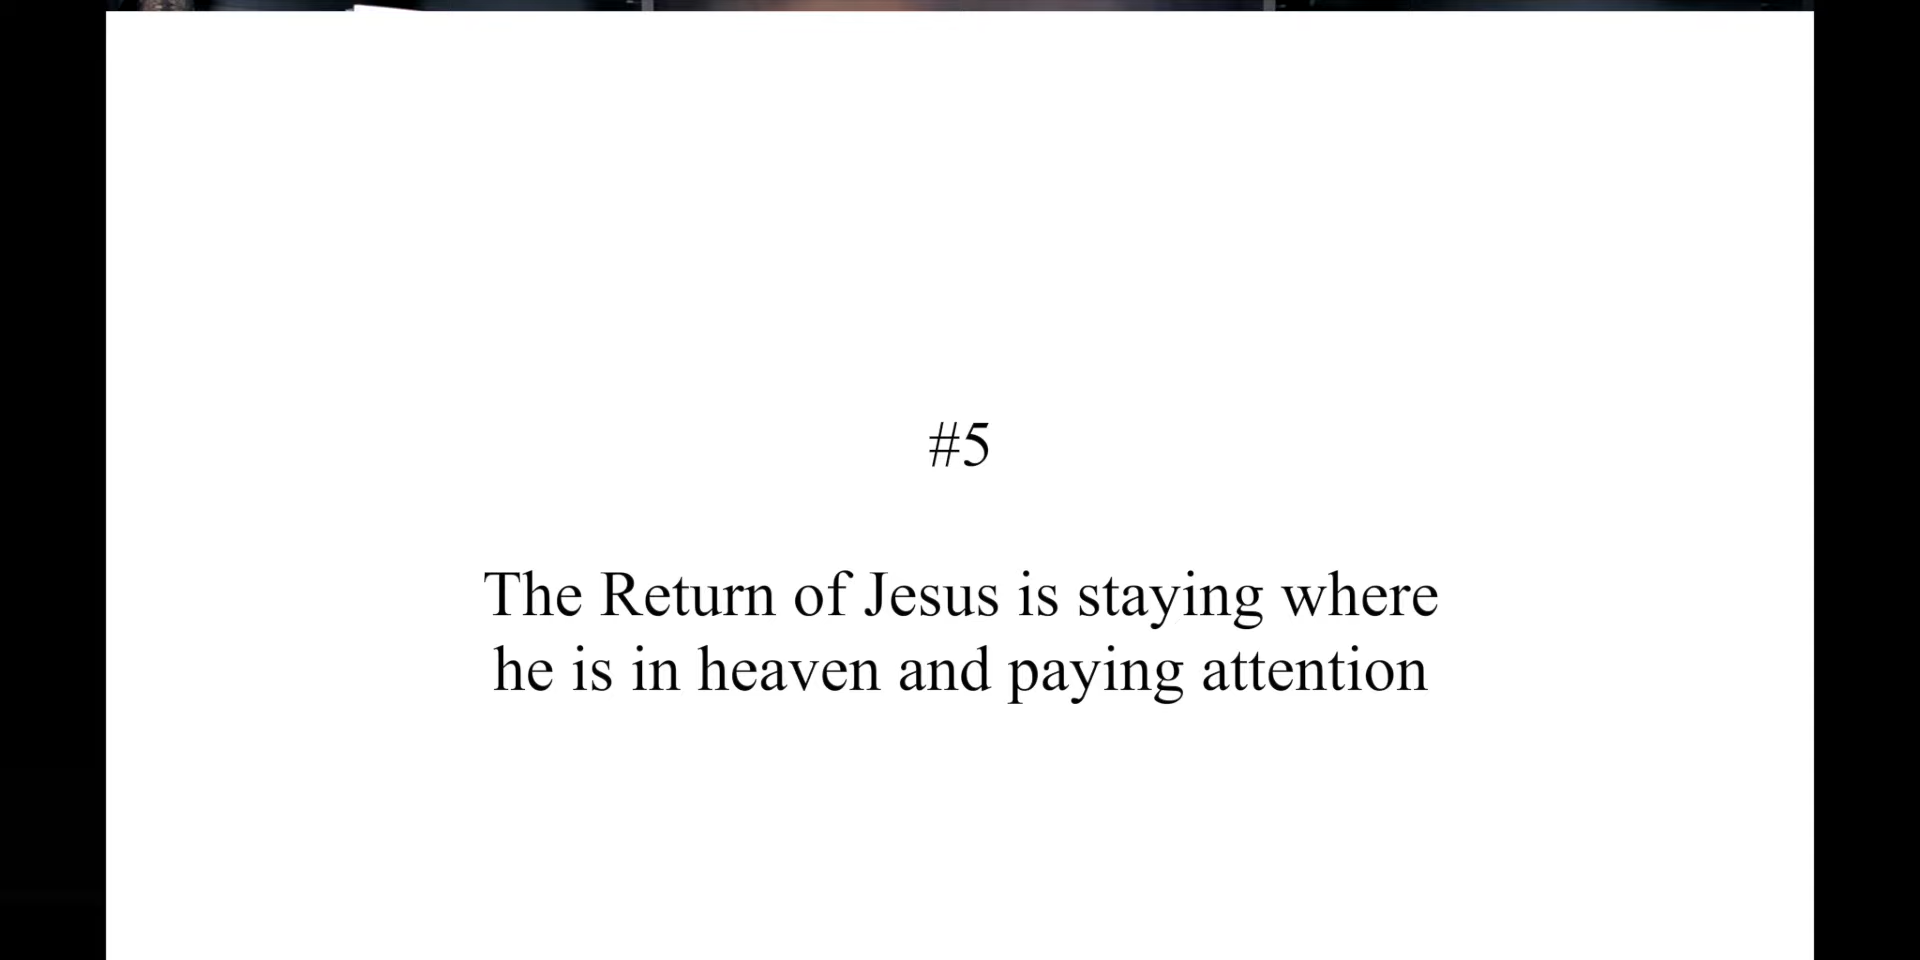 #5
The Return of Jesus is staying where
he is in heaven and paying attention